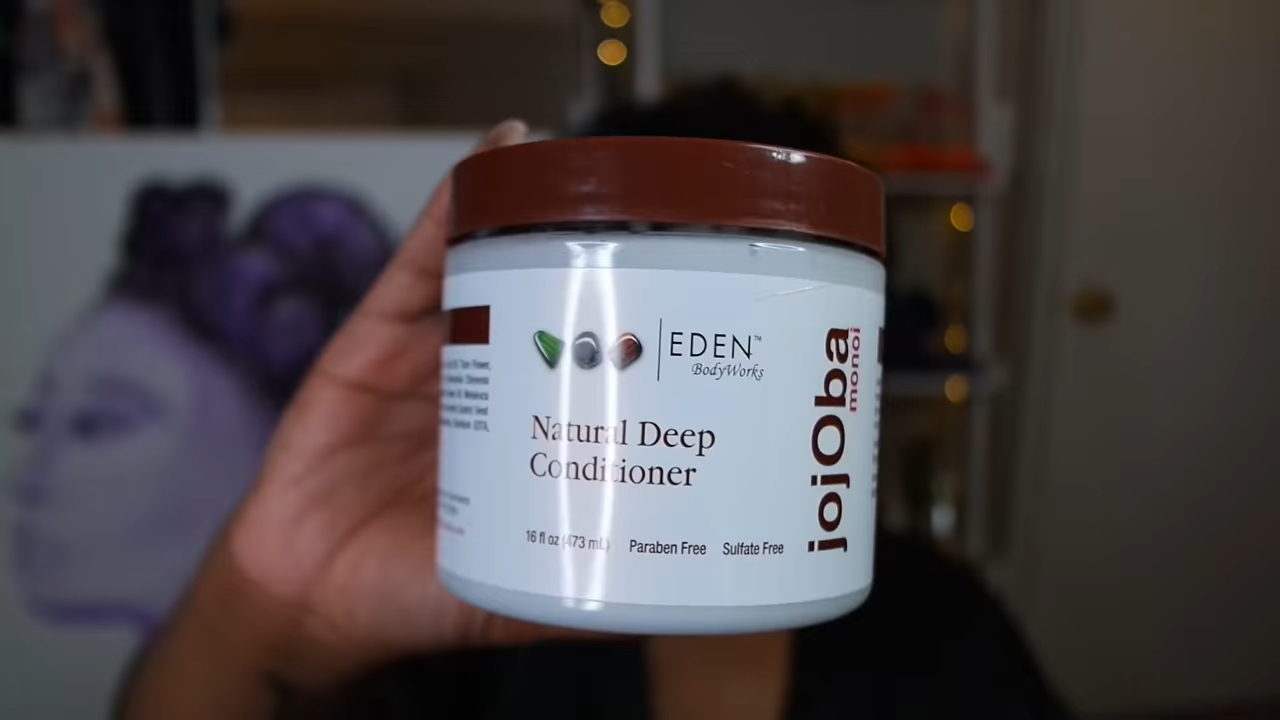 EDEN™
BodyWorks
Natural Deep
Conditioner
16 fl oz (473 mL)
Paraben Free
Sulfate Free
jojOba
monoi